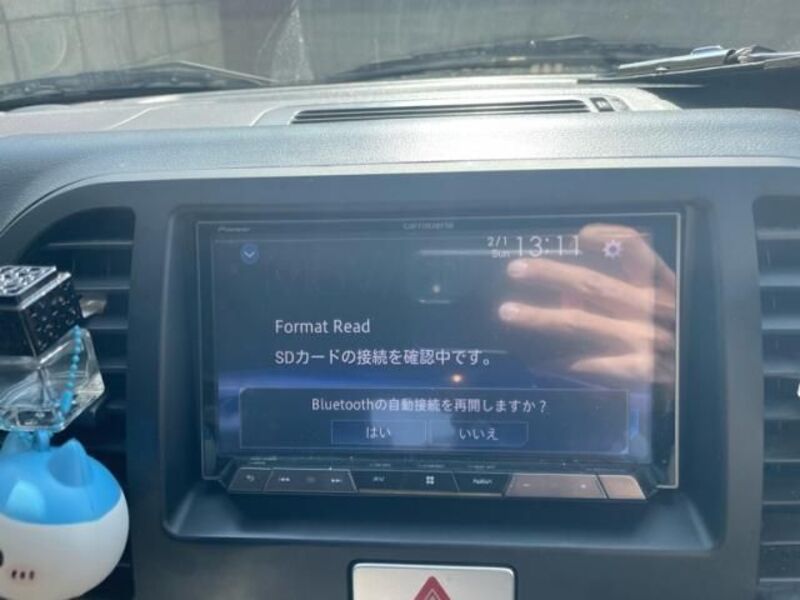 Pioneer
carrozzeria
2/1
Sun
13:11
Format Read
SDカードの接続を確認中です。
Bluetoothの自動接続を再開しますか？
はい
いいえ
AV
Navi